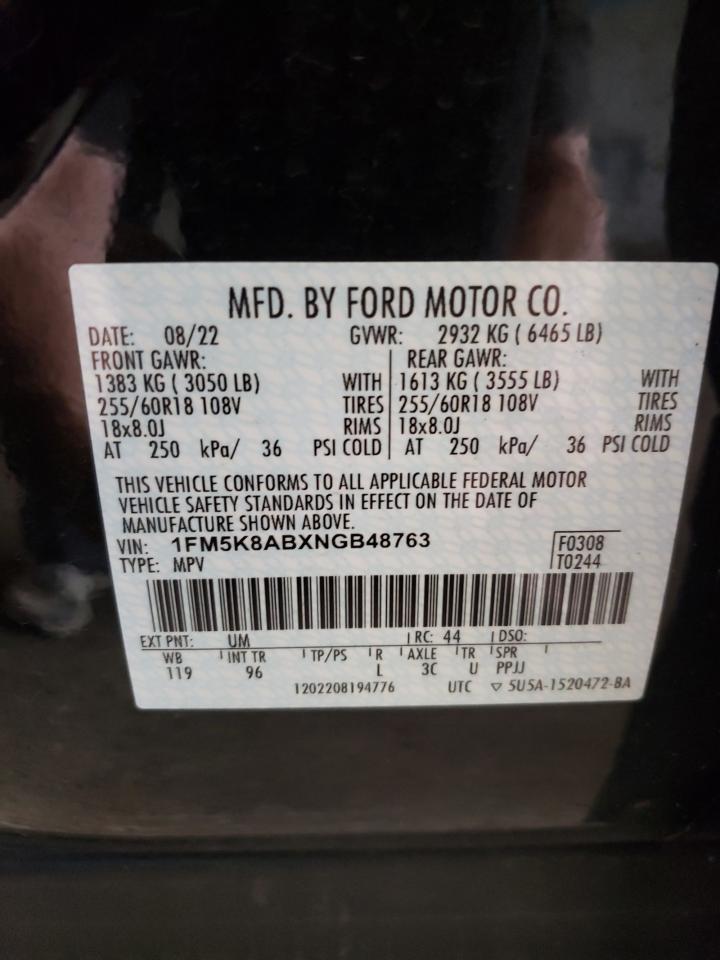 MFD. BY FORD MOTOR CO.
DATE: 08/22 GVWR: 2932 KG ( 6465 LB)
FRONT GAWR: REAR GAWR:
1383 KG ( 3050 LB) WITH 1613 KG ( 3555 LB) WITH
255/60R18 108V TIRES 255/60R18 108V TIRES
18x8.0J RIMS 18x8.0J RIMS
AT 250 kPa/ 36 PSI COLD AT 250 kPa/ 36 PSI COLD
THIS VEHICLE CONFORMS TO ALL APPLICABLE FEDERAL MOTOR
VEHICLE SAFETY STANDARDS IN EFFECT ON THE DATE OF
MANUFACTURE SHOWN ABOVE.
VIN: 1FM5K8ABXNGB48763 F0308
TYPE: MPV T0244
EXT PNT: UM RC: 44 DSO:
WB INT TR TP/PS R AXLE TR SPR
119 96 L 3C U PPJJ
1202208194776 UTC ▽ 5U5A-1520472-BA